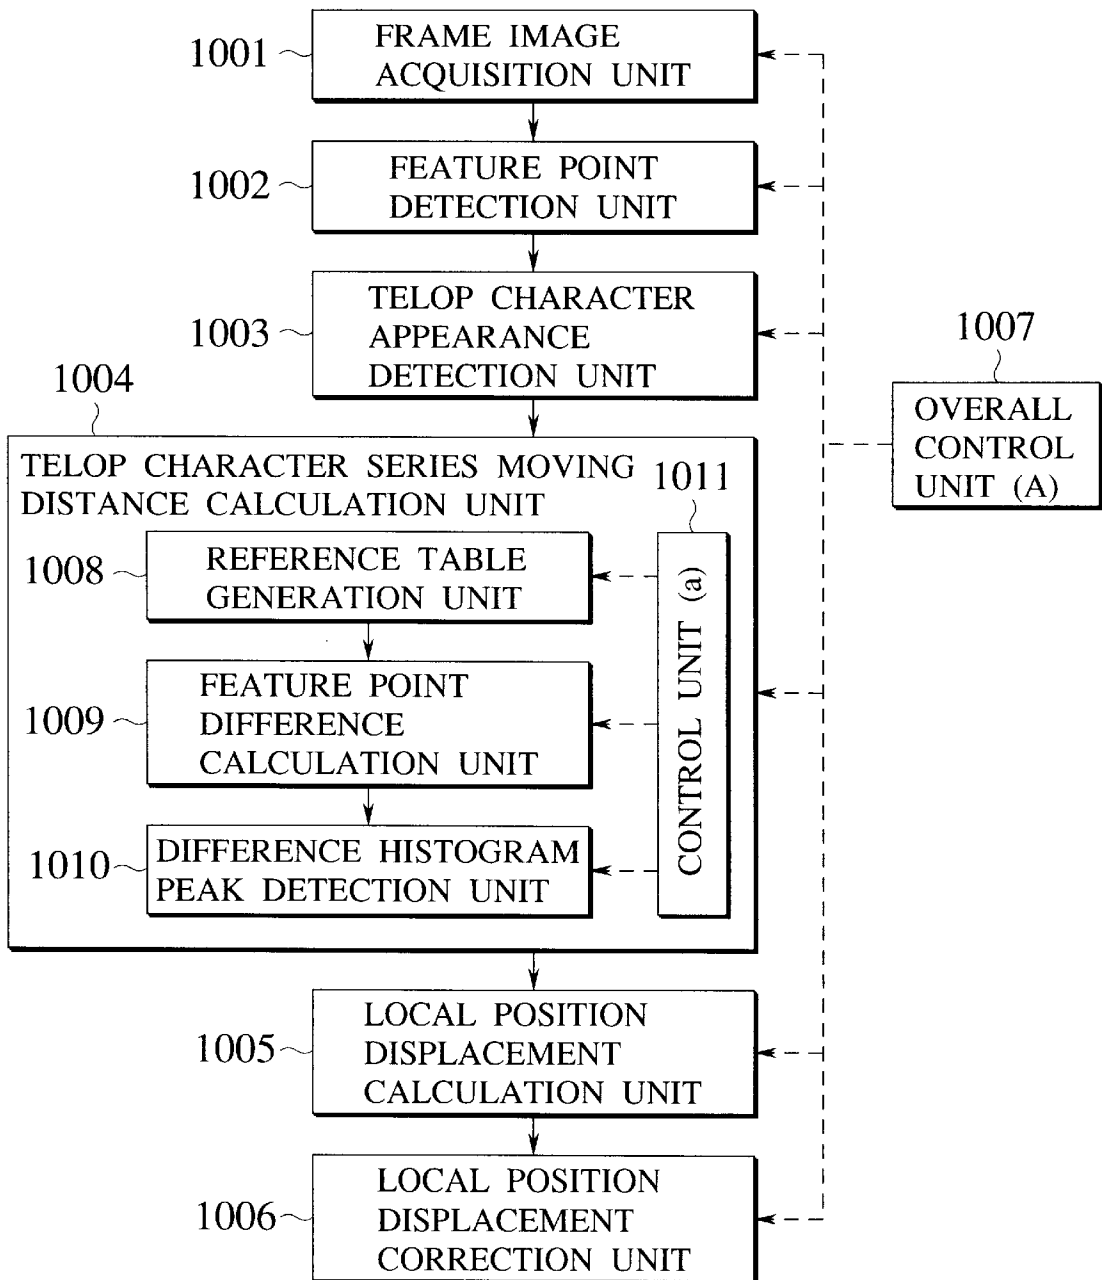 1001
FRAME IMAGE
ACQUISITION UNIT
1002
FEATURE POINT
DETECTION UNIT
1003
TELOP CHARACTER
APPEARANCE
DETECTION UNIT
1007
OVERALL
CONTROL
UNIT (A)
1004
TELOP CHARACTER SERIES MOVING
DISTANCE CALCULATION UNIT
1011
CONTROL UNIT (a)
1008
REFERENCE TABLE
GENERATION UNIT
1009
FEATURE POINT
DIFFERENCE
CALCULATION UNIT
1010
DIFFERENCE HISTOGRAM
PEAK DETECTION UNIT
1005
LOCAL POSITION
DISPLACEMENT
CALCULATION UNIT
1006
LOCAL POSITION
DISPLACEMENT
CORRECTION UNIT